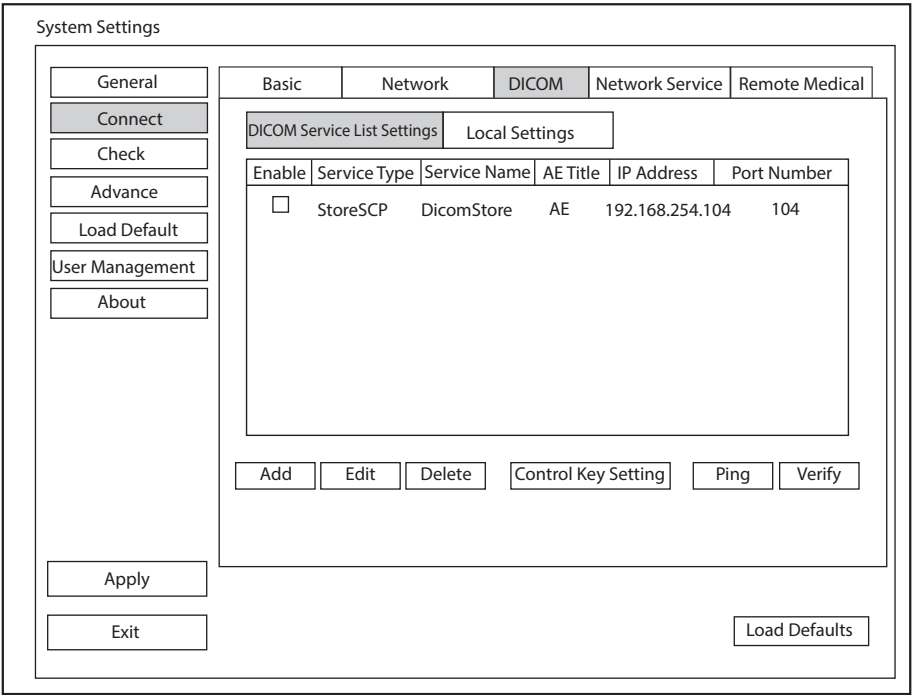 System Settings
General
Connect
Check
Advance
Load Default
User Management
About
Apply
Exit
Basic Network DICOM Network Service Remote Medical
DICOM Service List Settings Local Settings
Enable Service Type Service Name AE Title IP Address Port Number
StoreSCP DicomStore AE 192.168.254.104 104
Add Edit Delete Control Key Setting Ping Verify
Load Defaults